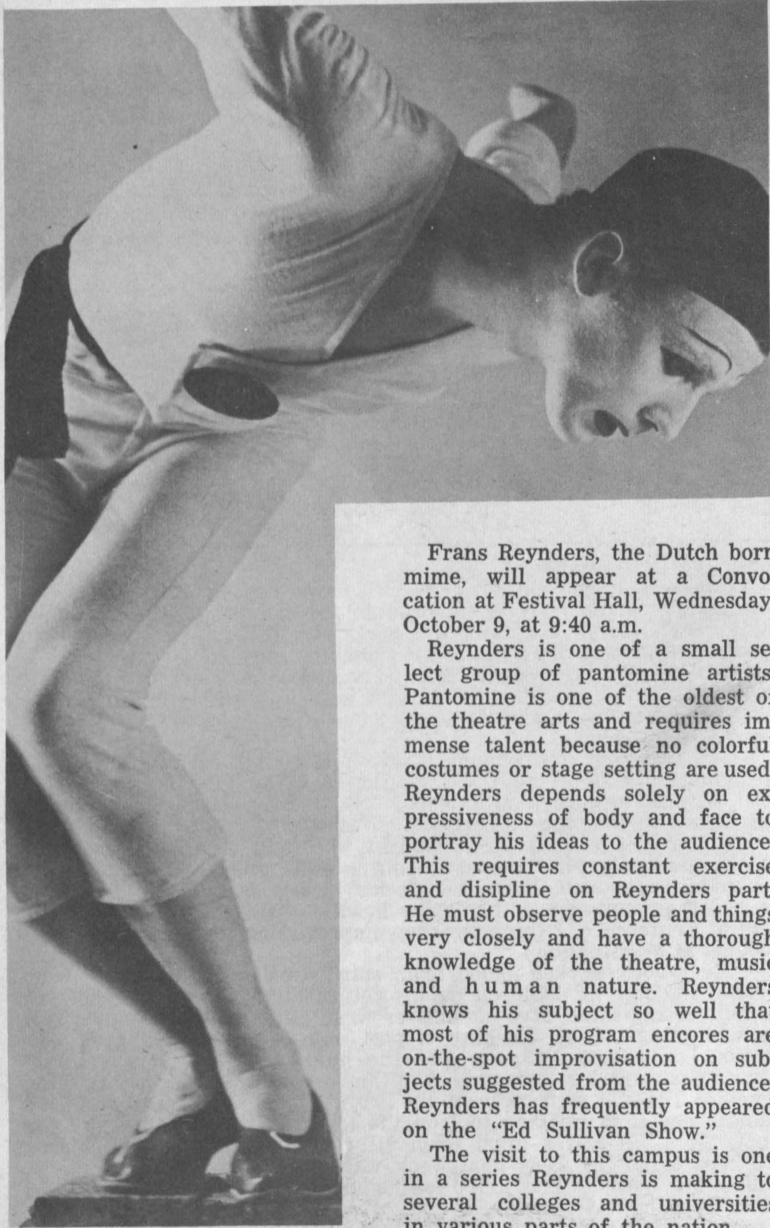 Frans Reynders, the Dutch born
mime, will appear at a Convo-
cation at Festival Hall, Wednesday
October 9, at 9:40 a.m.
Reynders is one of a small se-
lect group of pantomine artists
Pantomine is one of the oldest of
the theatre arts and requires im-
mense talent because no colorful
costumes or stage setting are used
Reynders depends solely on ex-
pressiveness of body and face to
portray his ideas to the audience
This requires constant exercise
and disipline on Reynders part
He must observe people and things
very closely and have a thorough
knowledge of the theatre, music
and human nature. Reynders
knows his subject so well that
most of his program encores are
on-the-spot improvisation on sub-
jects suggested from the audience
Reynders has frequently appeared
on the "Ed Sullivan Show."
The visit to this campus is one
in a series Reynders is making to
several colleges and universities
in various parts of the nation